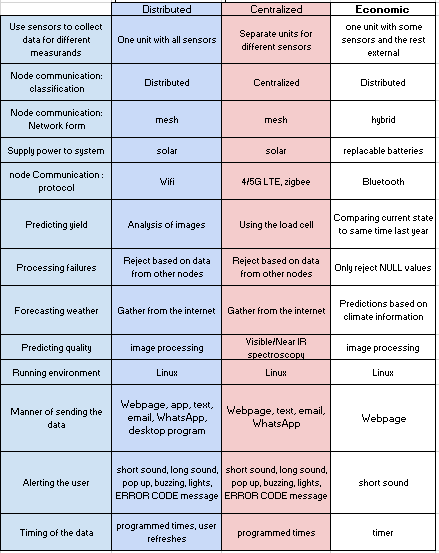 Distributed Centralized Economic
Use sensors to collect
data for different
measurands
One unit with all sensors
Separate units for
different sensors
one unit with some
sensors and the rest
external
Node communication:
classification
Distributed
Centralized
Distributed
Node communication:
Network form
mesh
mesh
hybrid
Supply power to system
solar
solar
replacable batteries
node Communication :
protocol
Wifi
4/5G LTE, zigbee
Bluetooth
Predicting yield
Analysis of images
Using the load cell
Comparing current state
to same time last year
Processing failures
Reject based on data
from other nodes
Reject based on data
from other nodes
Only reject NULL values
Forecasting weather
Gather from the internet
Gather from the internet
Predictions based on
climate information
Predicting quality
image processing
Visible/Near IR
spectroscopy
image processing
Running environment
Linux
Linux
Linux
Manner of sending the
data
Webpage, app, text,
email, WhatsApp,
desktop program
Webpage, text, email,
WhatsApp
Webpage
Alerting the user
short sound, long sound,
pop up, buzzing, lights,
ERROR CODE message
short sound, long sound,
pop up, buzzing, lights,
ERROR CODE message
short sound
Timing of the data
programmed times, user
refreshes
programmed times
timer